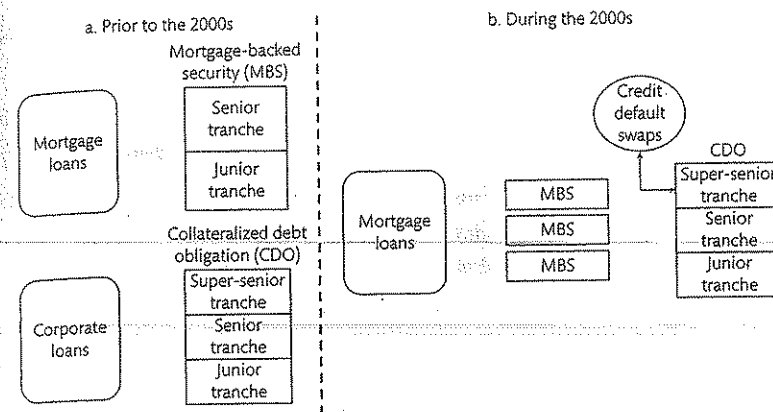 a. Prior to the 2000s
Mortgage-backed
security (MBS)
Mortgage
loans
Senior
tranche
Junior
tranche
Collateralized debt
obligation (CDO)
Corporate
loans
Super-senior
tranche
Senior
tranche
Junior
tranche
b. During the 2000s
Credit
default
swaps
Mortgage
loans
MBS
MBS
MBS
CDO
Super-senior
tranche
Senior
tranche
Junior
tranche